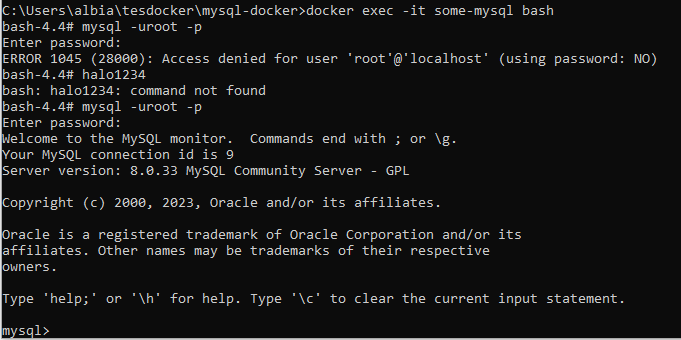 C:\Users\albia\tesdocker\mysql-docker>docker exec -it some-mysql bash
bash-4.4# mysql -uroot -p
Enter password:
ERROR 1045 (28000): Access denied for user 'root'@'localhost' (using password: NO)
bash-4.4# halo1234
bash: halo1234: command not found
bash-4.4# mysql -uroot -p
Enter password:
Welcome to the MySQL monitor.  Commands end with ; or \g.
Your MySQL connection id is 9
Server version: 8.0.33 MySQL Community Server - GPL

Copyright (c) 2000, 2023, Oracle and/or its affiliates.

Oracle is a registered trademark of Oracle Corporation and/or its
affiliates. Other names may be trademarks of their respective
owners.

Type 'help;' or '\h' for help. Type '\c' to clear the current input statement.

mysql>